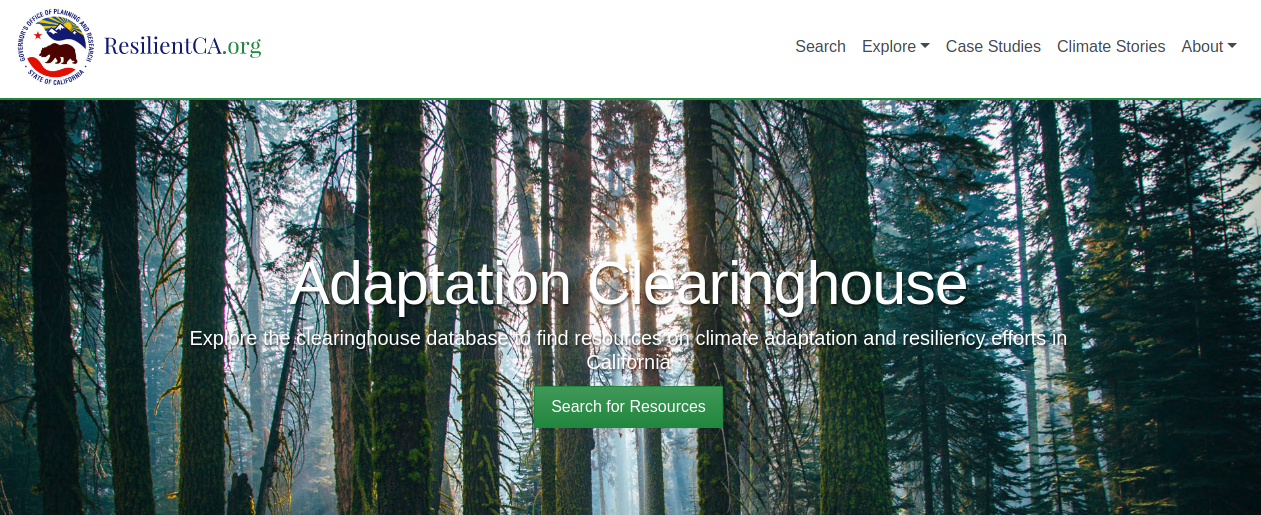 GOVERNOR'S OFFICE OF PLANNING AND RESEARCH
STATE OF CALIFORNIA
ResilientCA.org
Search Explore Case Studies Climate Stories About
Adaptation Clearinghouse
Explore the clearinghouse database to find resources on climate adaptation and resiliency efforts in
California
Search for Resources